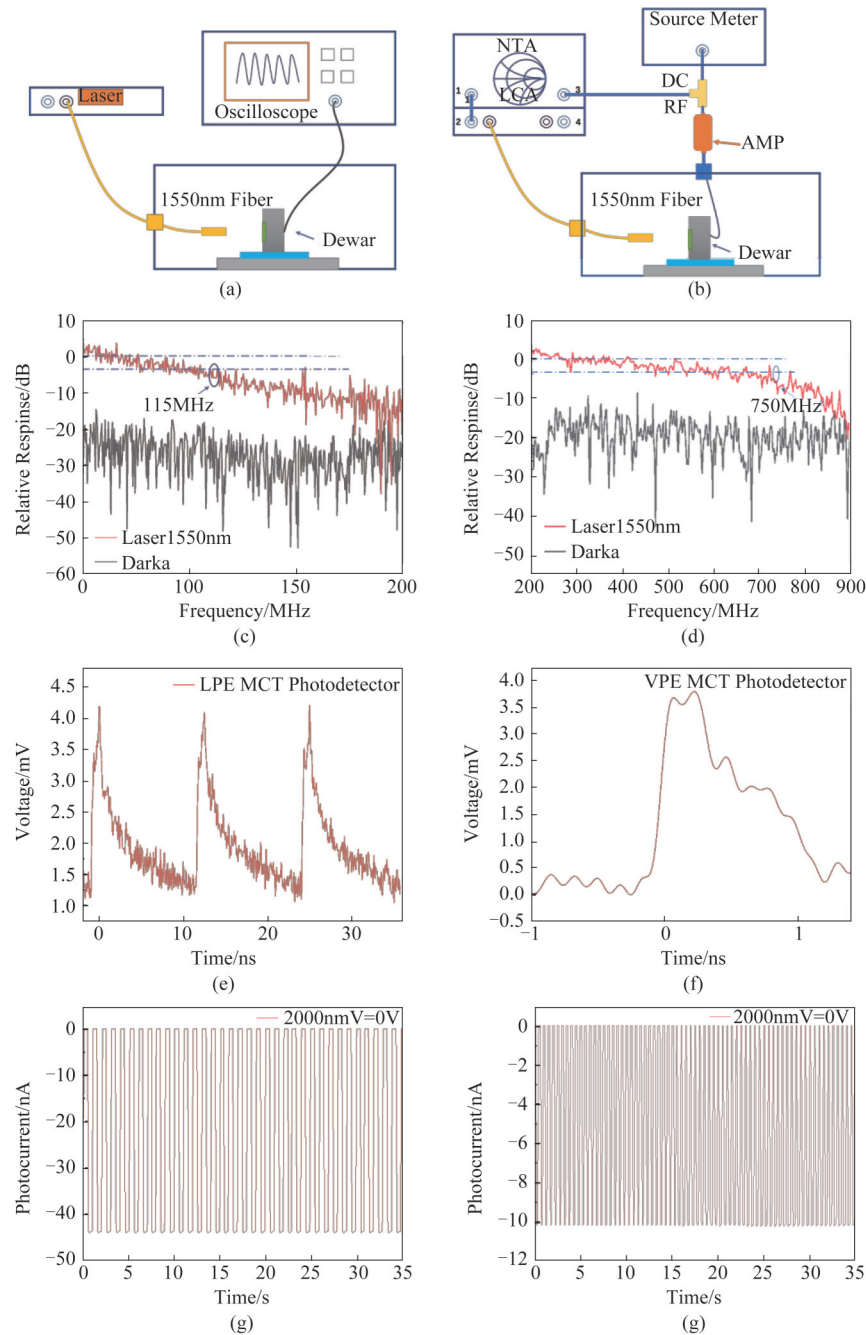 Laser
Oscilloscope
1550nm Fiber
Dewar
(a)
Source Meter
NTA
LCA
1
1
2
3
4
DC
RF
AMP
1550nm Fiber
Dewar
(b)
10
0
−10
−20
−30
−40
−50
−60
Relative Respinse/dB
115MHz
Laser1550nm
Darka
0
100
150
200
Frequency/MHz
(c)
10
0
−10
−20
−30
−40
−50
Relative Respinse/dB
750MHz
Laser1550nm
Darka
200 300 400 500 600 700 800 900
Frequency/MHz
(d)
LPE MCT Photodetector
4.5
4.0
3.5
3.0
2.5
2.0
1.5
1.0
Voltage/mV
0 10 20 30
Time/ns
(e)
VPE MCT Photodetector
4.0
3.5
3.0
2.5
2.0
1.5
1.0
0.5
0.0
−0.5
Voltage/mV
−1 0 1
Time/ns
(f)
2000nmV=0V
0
−10
−20
−30
−40
−50
Photocurrent/nA
0 5 10 15 20 25 30 35
Time/s
(g)
2000nmV=0V
0
−2
−4
−6
−8
−10
−12
Photocurrent/nA
0 5 10 15 20 25 30 35
Time/s
(g)